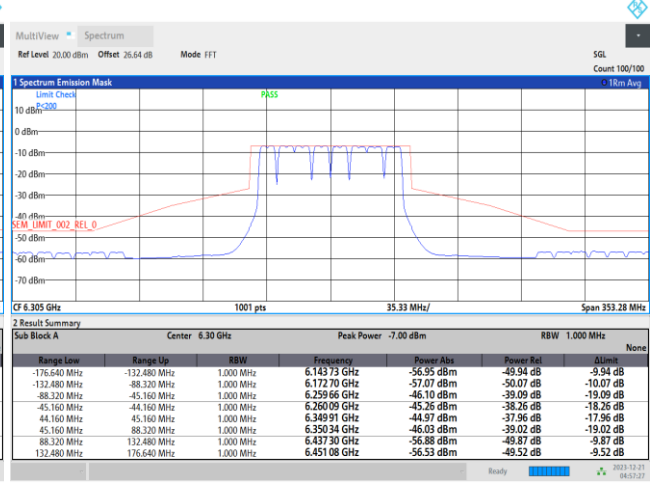 MultiView Spectrum
Ref Level 20.00 dBm Offset 26.64 dB Mode FFT SGL
Count 100/100
1 Spectrum Emission Mask 1Rm Avg
Limit Check PASS
P<200
10 dBm
0 dBm
-10 dBm
-20 dBm
-30 dBm
-40 dBm
SEM_LIMIT_002_REL_0
-50 dBm
-60 dBm
-70 dBm
CF 6.305 GHz 1001 pts 35.33 MHz/ Span 353.28 MHz
2 Result Summary
Sub Block A Center 6.30 GHz Peak Power -7.00 dBm RBW 1.000 MHz
None
Range Low Range Up RBW Frequency Power Abs Power Rel ΔLimit
-176.640 MHz -132.480 MHz 1.000 MHz 6.143 73 GHz -56.95 dBm -49.94 dB -9.94 dB
-132.480 MHz -88.320 MHz 1.000 MHz 6.172 70 GHz -57.07 dBm -50.07 dB -10.07 dB
-88.320 MHz -45.160 MHz 1.000 MHz 6.259 66 GHz -46.10 dBm -39.09 dB -19.09 dB
-45.160 MHz -44.160 MHz 1.000 MHz 6.260 09 GHz -45.26 dBm -38.26 dB -18.26 dB
44.160 MHz 45.160 MHz 1.000 MHz 6.349 91 GHz -44.97 dBm -37.96 dB -17.96 dB
45.160 MHz 88.320 MHz 1.000 MHz 6.350 34 GHz -46.03 dBm -39.02 dB -19.02 dB
88.320 MHz 132.480 MHz 1.000 MHz 6.437 30 GHz -56.88 dBm -49.87 dB -9.87 dB
132.480 MHz 176.640 MHz 1.000 MHz 6.451 08 GHz -56.53 dBm -49.52 dB -9.52 dB
Ready 2023-12-21
04:57:27